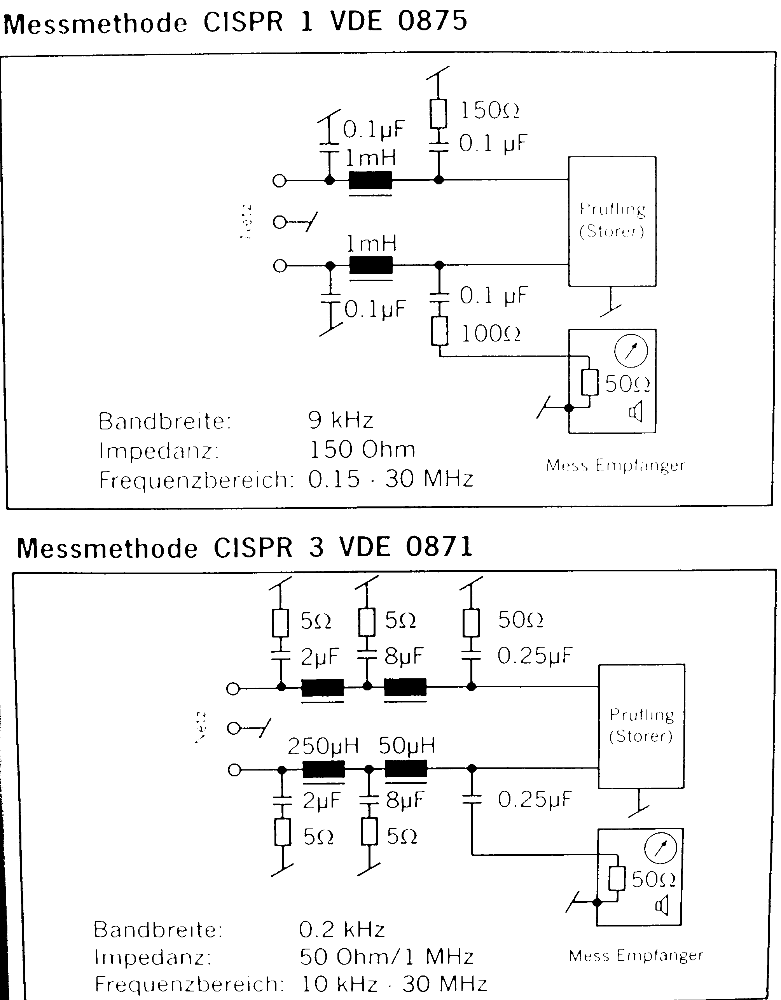 Messmethode CISPR 1 VDE 0875
150Ω
0.1µF
0.1 µF
1mH
Netz
Prufling
(Storer)
1mH
0.1 µF
0.1µF
100Ω
50Ω
Bandbreite: 9 kHz
Impedanz: 150 Ohm
Mess Empfanger
Frequenzbereich: 0.15 - 30 MHz
Messmethode CISPR 3 VDE 0871
5Ω 5Ω 50Ω
2µF 8µF 0.25µF
Netz
Prufling
(Storer)
250µH 50µH
2µF 8µF 0.25µF
5Ω 5Ω
50Ω
Bandbreite: 0.2 kHz
Impedanz: 50 Ohm/1 MHz
Mess-Empfanger
Frequenzbereich: 10 kHz - 30 MHz